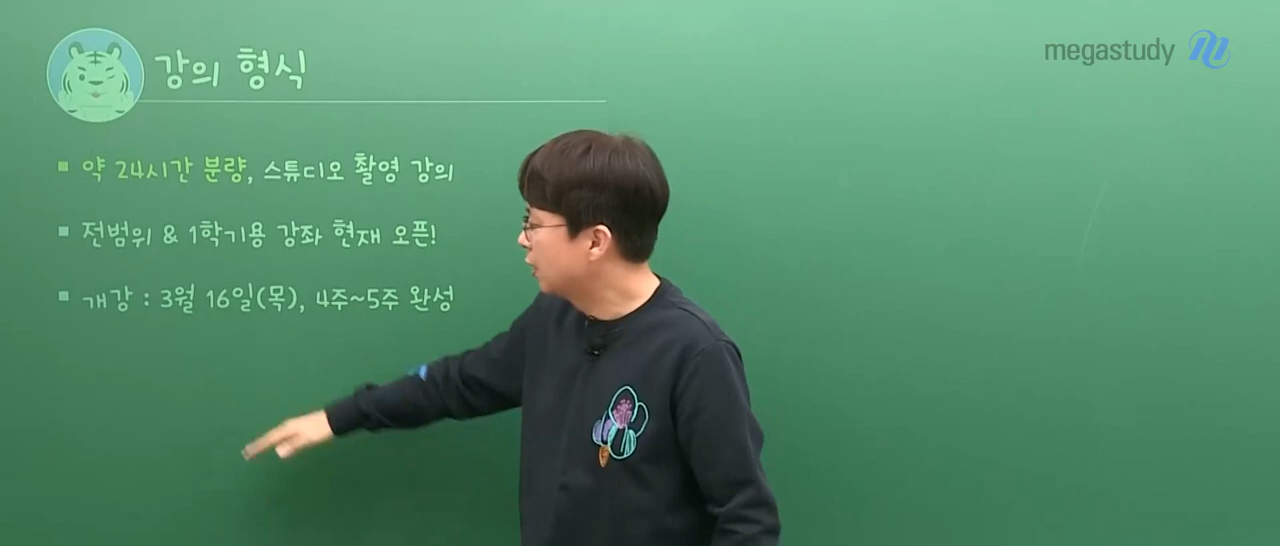 강의 형식
megastudy
약 24시간 분량, 스튜디오 촬영 강의
전범위 & 1학기용 강좌 현재 오픈!
개강 : 3월 16일(목), 4주~5주 완성